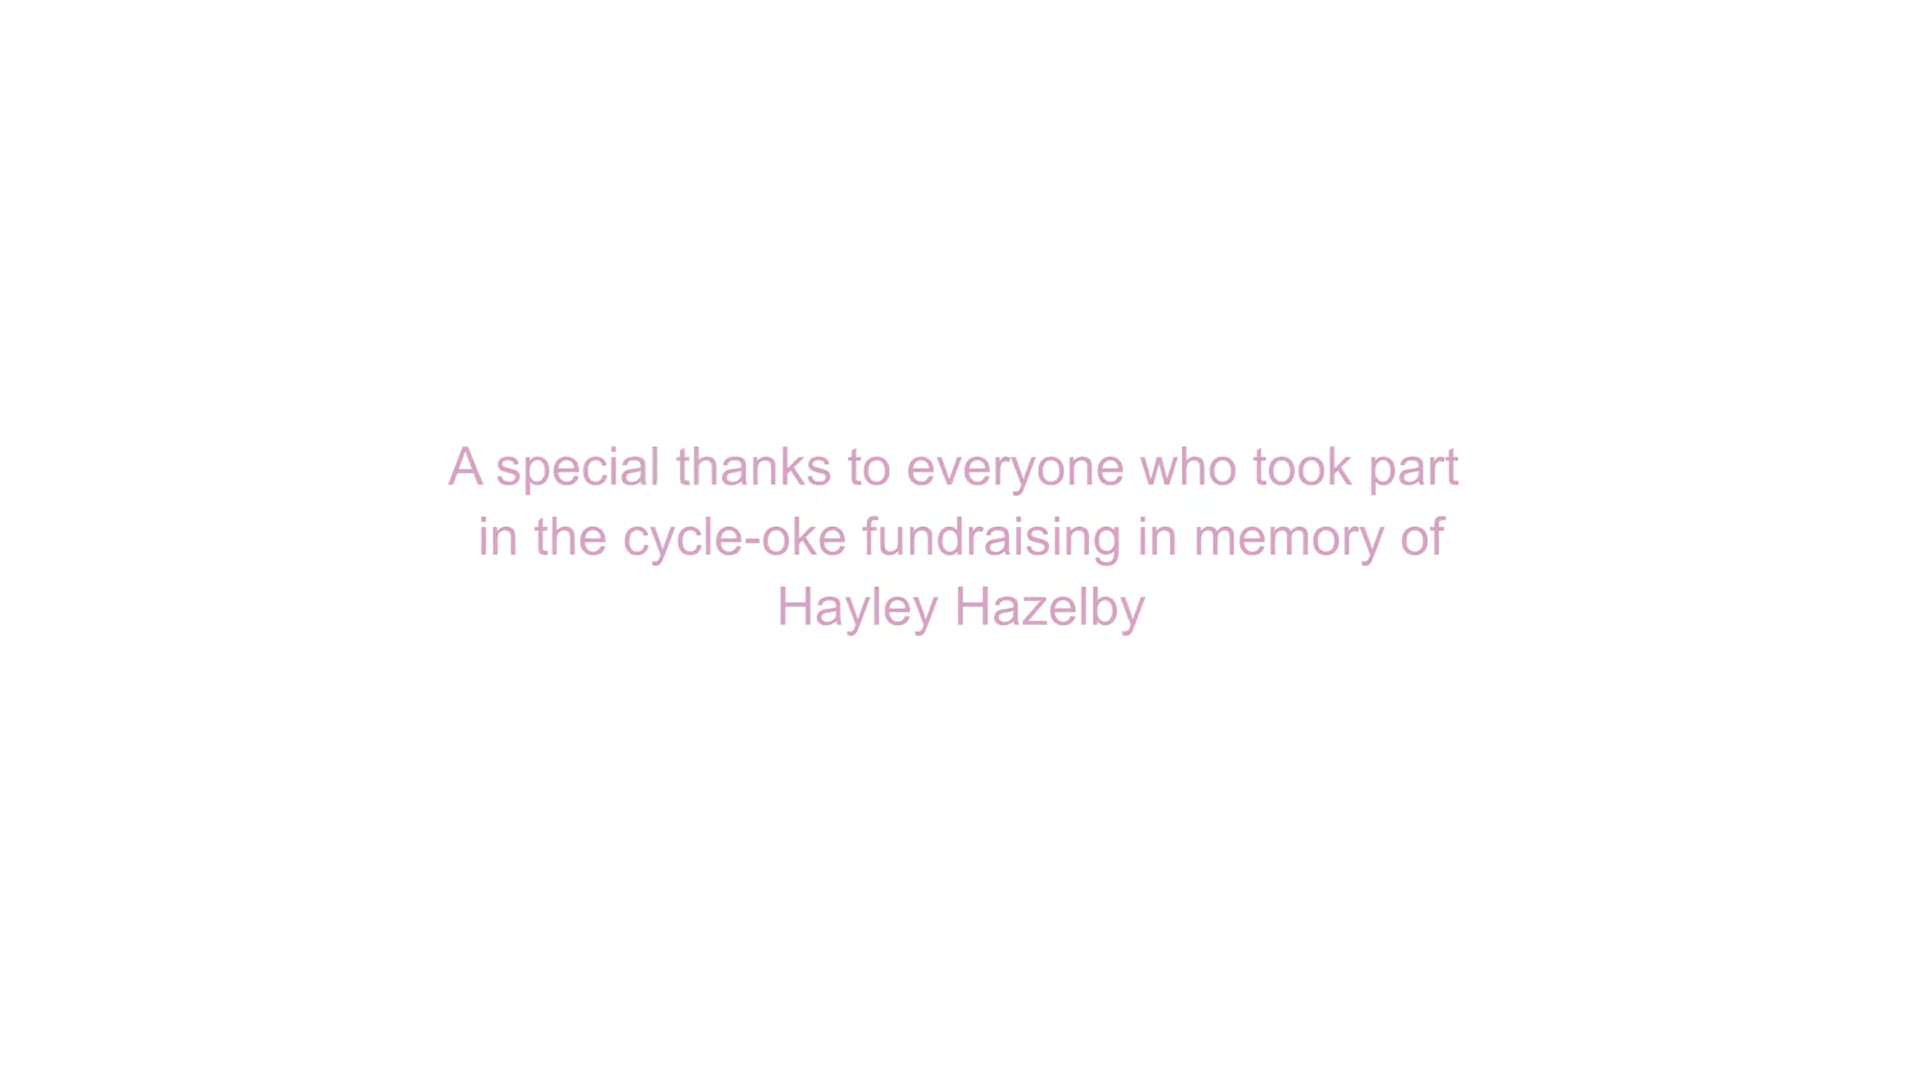 A special thanks to everyone who took part
in the cycle-oke fundraising in memory of
Hayley Hazelby